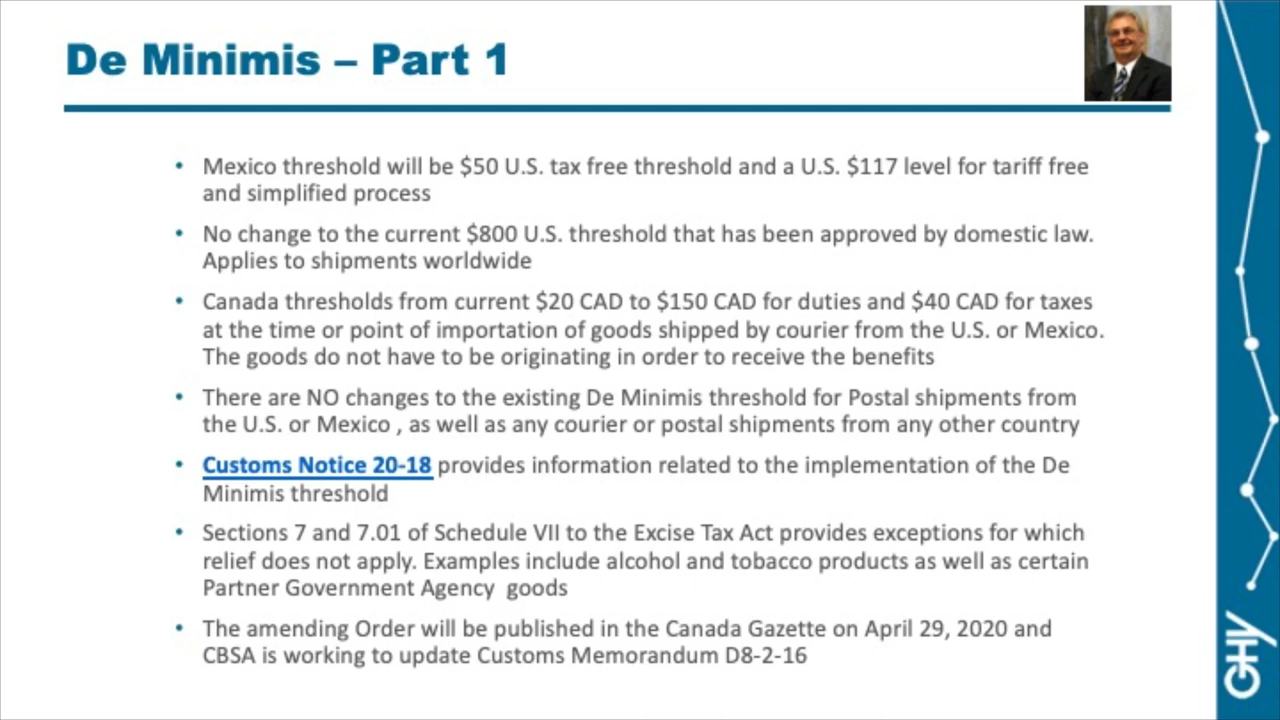 De Minimis – Part 1
• Mexico threshold will be $50 U.S. tax free threshold and a U.S. $117 level for tariff free
and simplified process
• No change to the current $800 U.S. threshold that has been approved by domestic law.
Applies to shipments worldwide
• Canada thresholds from current $20 CAD to $150 CAD for duties and $40 CAD for taxes
at the time or point of importation of goods shipped by courier from the U.S. or Mexico.
The goods do not have to be originating in order to receive the benefits
• There are NO changes to the existing De Minimis threshold for Postal shipments from
the U.S. or Mexico , as well as any courier or postal shipments from any other country
• Customs Notice 20-18 provides information related to the implementation of the De
Minimis threshold
• Sections 7 and 7.01 of Schedule VII to the Excise Tax Act provides exceptions for which
relief does not apply. Examples include alcohol and tobacco products as well as certain
Partner Government Agency  goods
• The amending Order will be published in the Canada Gazette on April 29, 2020 and
CBSA is working to update Customs Memorandum D8-2-16
GHY